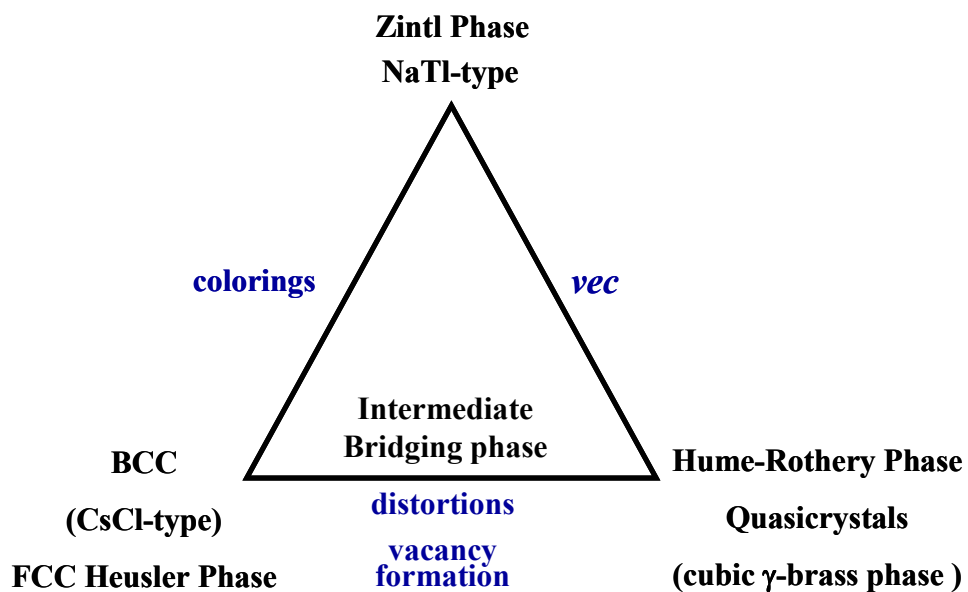 Zintl Phase
NaTl-type
colorings
vec
Intermediate
Bridging phase
BCC
Hume-Rothery Phase
distortions
(CsCl-type)
Quasicrystals
vacancy
formation
FCC Heusler Phase
(cubic γ-brass phase )